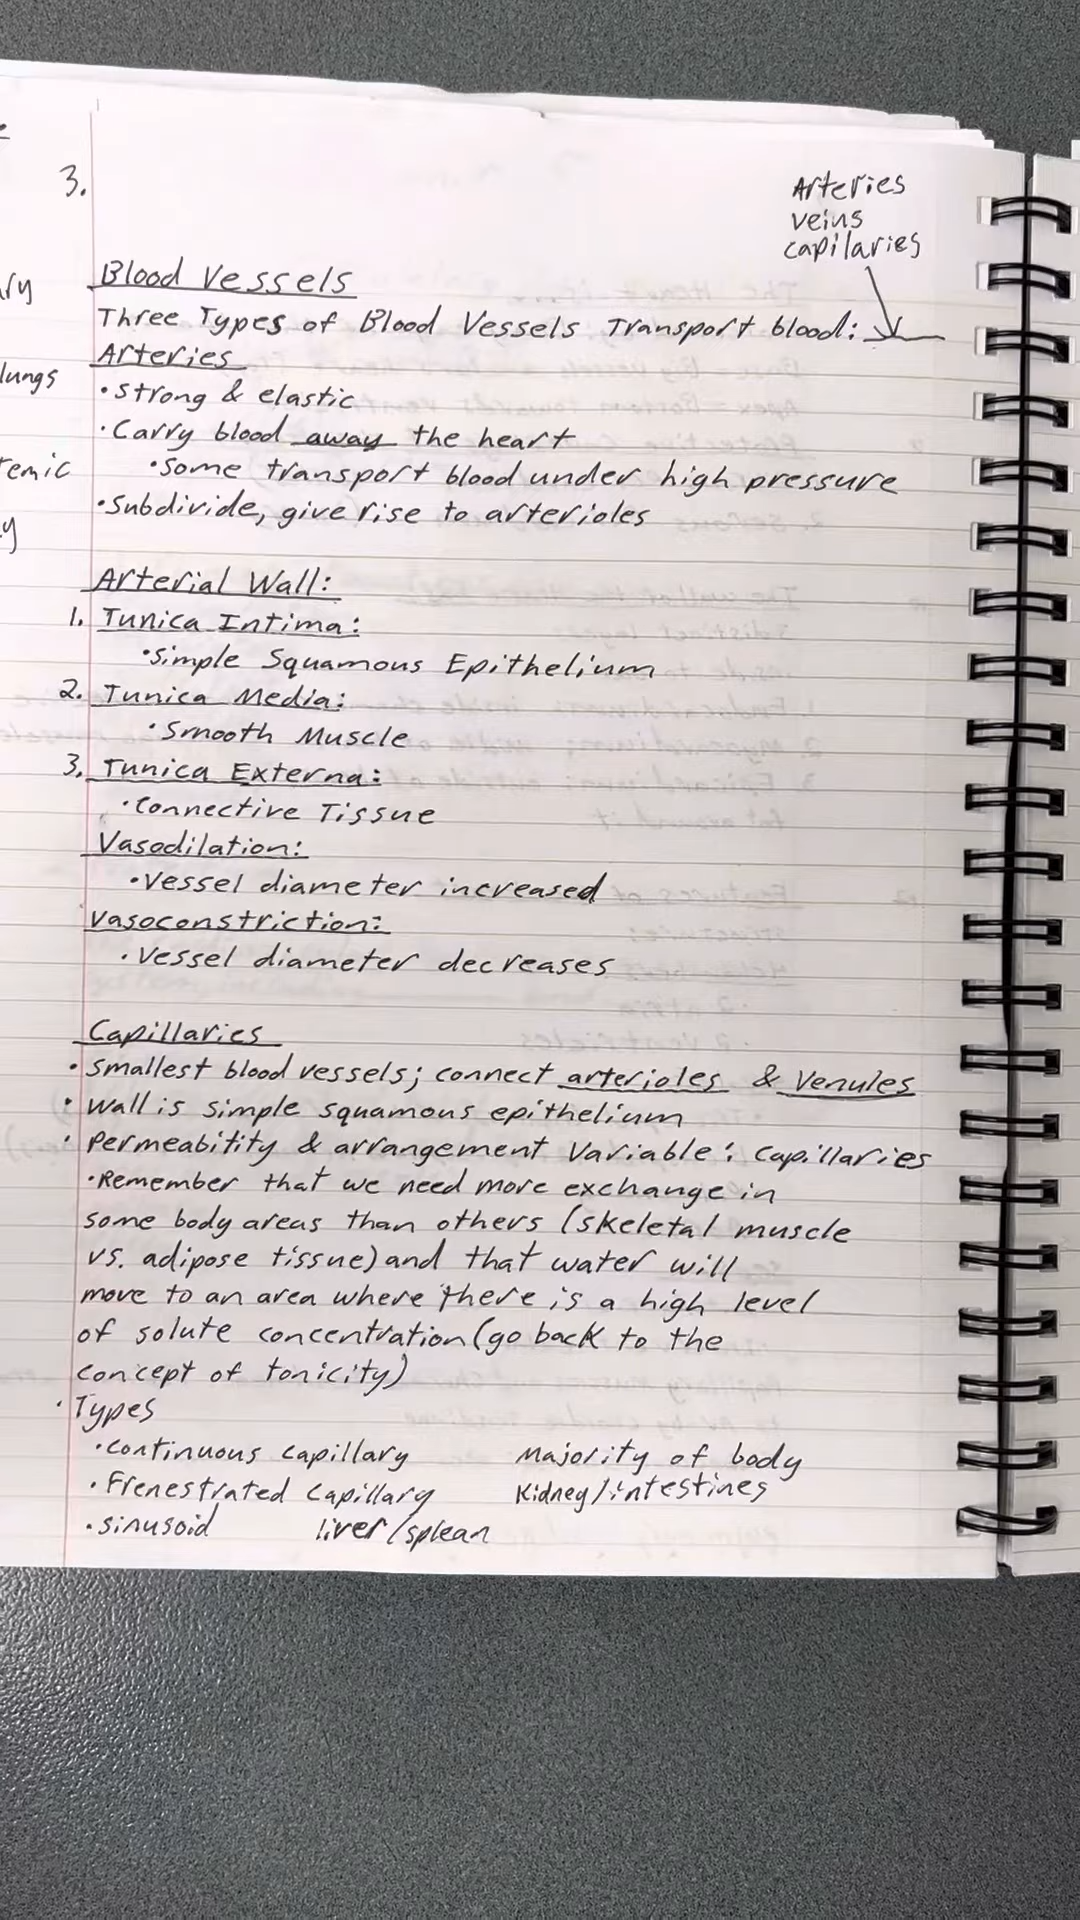 3.
Arteries
veins
capilaries
Blood Vessels
Three Types of Blood Vessels Transport blood:
Arteries
• Strong & elastic
• Carry blood away the heart
• Some transport blood under high pressure
• Subdivide, give rise to arterioles
Arterial Wall:
1. Tunica Intima:
• Simple Squamous Epithelium
2. Tunica Media:
• Smooth Muscle
3. Tunica Externa:
• Connective Tissue
Vasodilation:
• Vessel diameter increased
Vasoconstriction:
• Vessel diameter decreases
Capillaries
• Smallest blood vessels; connect arterioles & Venules
• Wall is simple squamous epithelium
• Permeabitity & arrangement Variable: Capillaries
• Remember that we need more exchange in
some body areas than others (skeletal muscle
vs. adipose tissue) and that water will
move to an area where there is a high level
of solute concentration (go back to the
concept of tonicity)
• Types
• Continuous Capillary Majority of body
• Frenestrated Capillary Kidney/intestines
• Sinusoid liver/splean
lungs
temic